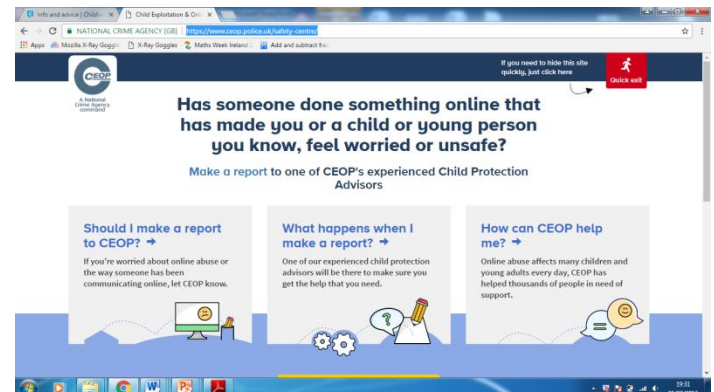 Info and advice | Childli
Child Exploitation & Onli
NATIONAL CRIME AGENCY [GB]
https://www.ceop.police.uk/safety-centre/
Apps
Mozilla X-Ray Goggl
X-Ray Goggles
Maths Week Ireland
Add and subtract frac
CEOP
A National
Crime Agency
command
If you need to hide this site
quickly, just click here
Quick exit
Has someone done something online that
has made you or a child or young person
you know, feel worried or unsafe?
Make a report to one of CEOP's experienced Child Protection
Advisors
Should I make a report
to CEOP? →
If you're worried about online abuse or
the way someone has been
communicating online, let CEOP know.
What happens when I
make a report? →
One of our experienced child protection
advisors will be there to make sure you
get the help that you need.
How can CEOP help
me? →
Online abuse affects many children and
young adults every day, CEOP has
helped thousands of people in need of
support.
19:31